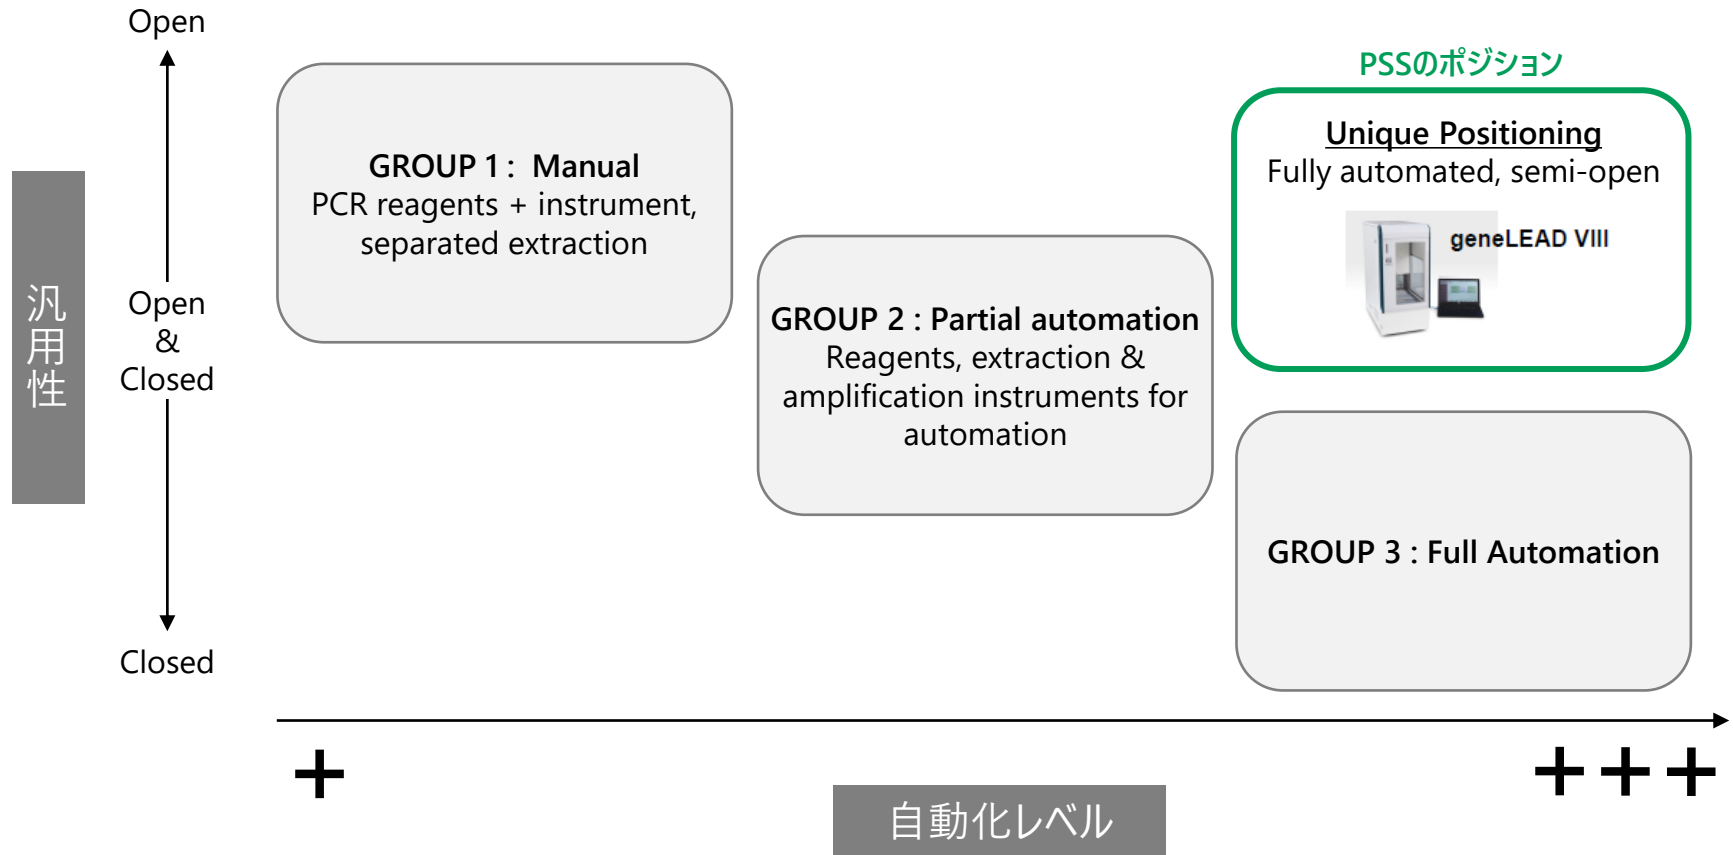 Open
PSSのポジション
GROUP 1 : Manual
PCR reagents + instrument,
separated extraction
Unique Positioning
Fully automated, semi-open
geneLEAD VIII
汎用性
Open
&
Closed
GROUP 2 : Partial automation
Reagents, extraction &
amplification instruments for
automation
GROUP 3 : Full Automation
Closed
+
+++
自動化レベル